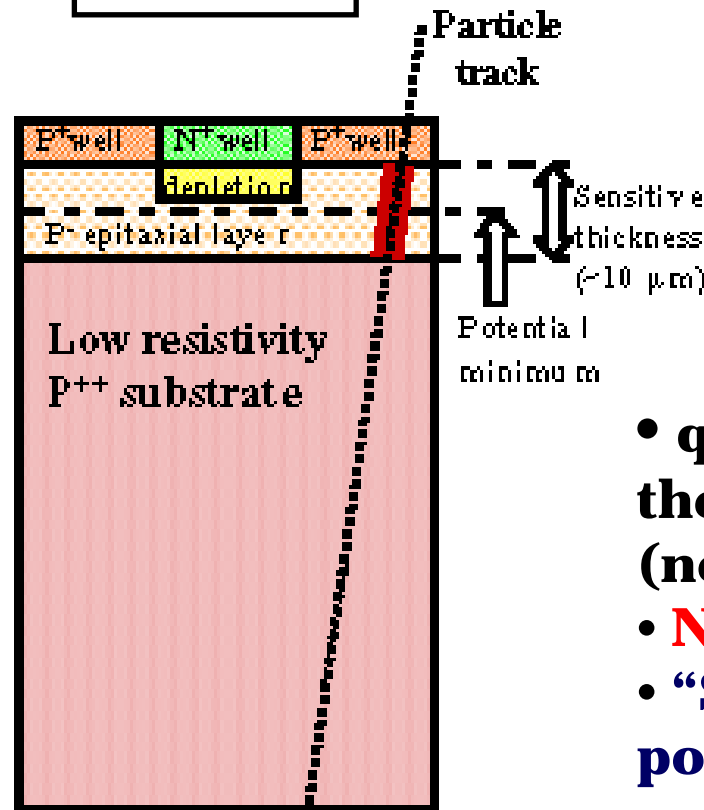 Particle
track
P⁺well N⁺well P⁺well
depletion
P⁻ epitaxial layer
Sensitive
thickness
(~10 μm)
Potential
minimum
Low resistivity
P⁺⁺ substrate
• q
the
(n
• N
• “S
po